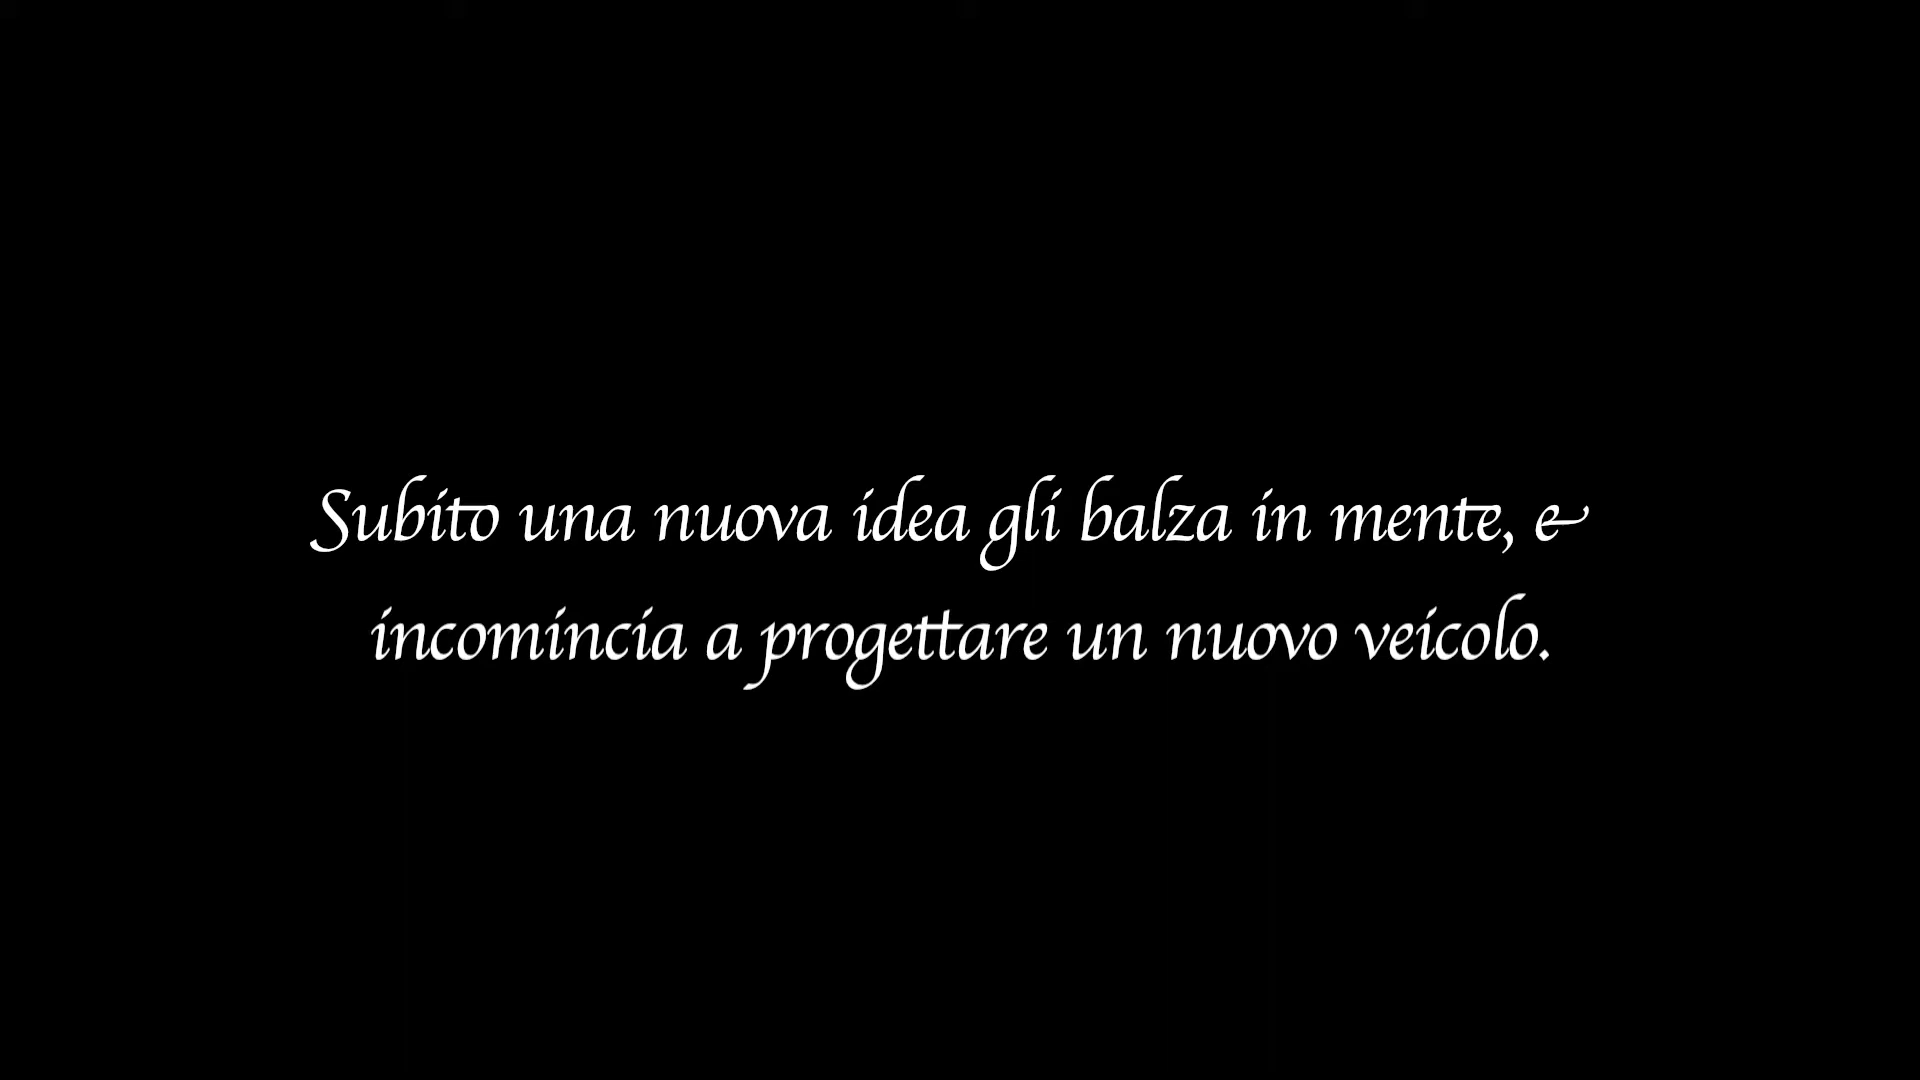 Subito una nuova idea gli balza in mente, e
incomincia a progettare un nuovo veicolo.